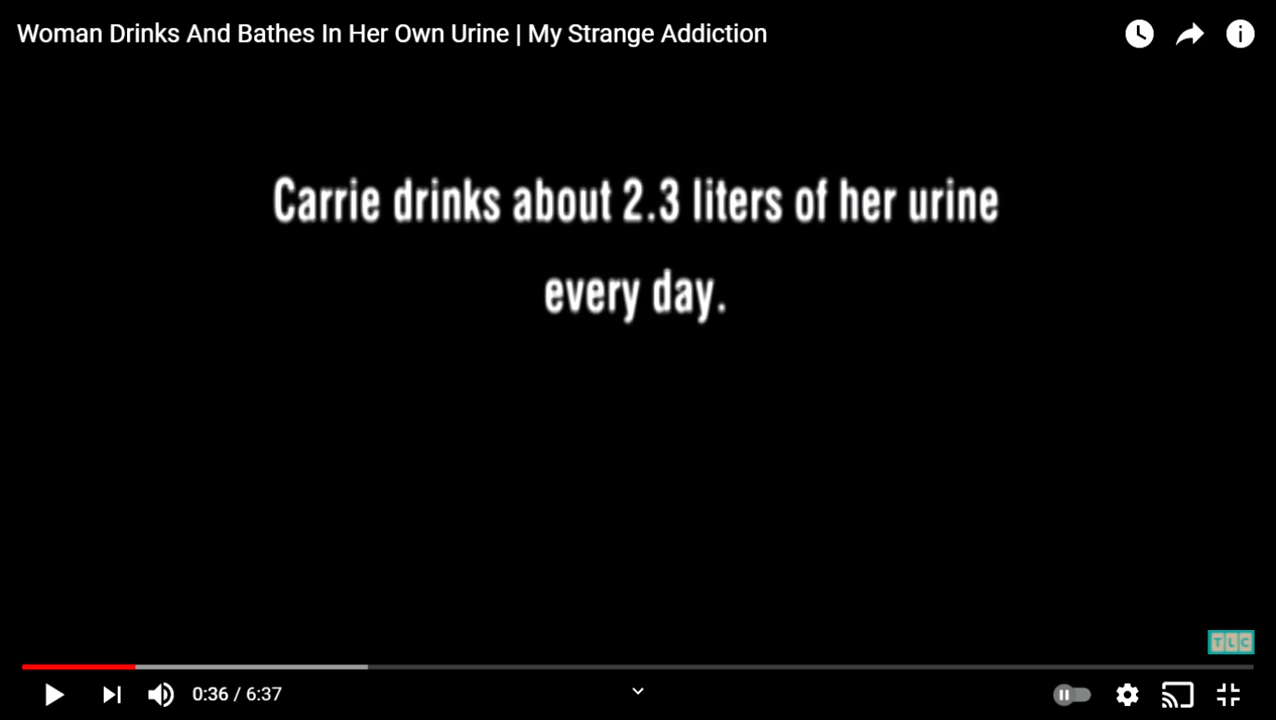 Woman Drinks And Bathes In Her Own Urine | My Strange Addiction
Carrie drinks about 2.3 liters of her urine
every day.
TLC
0:36 / 6:37